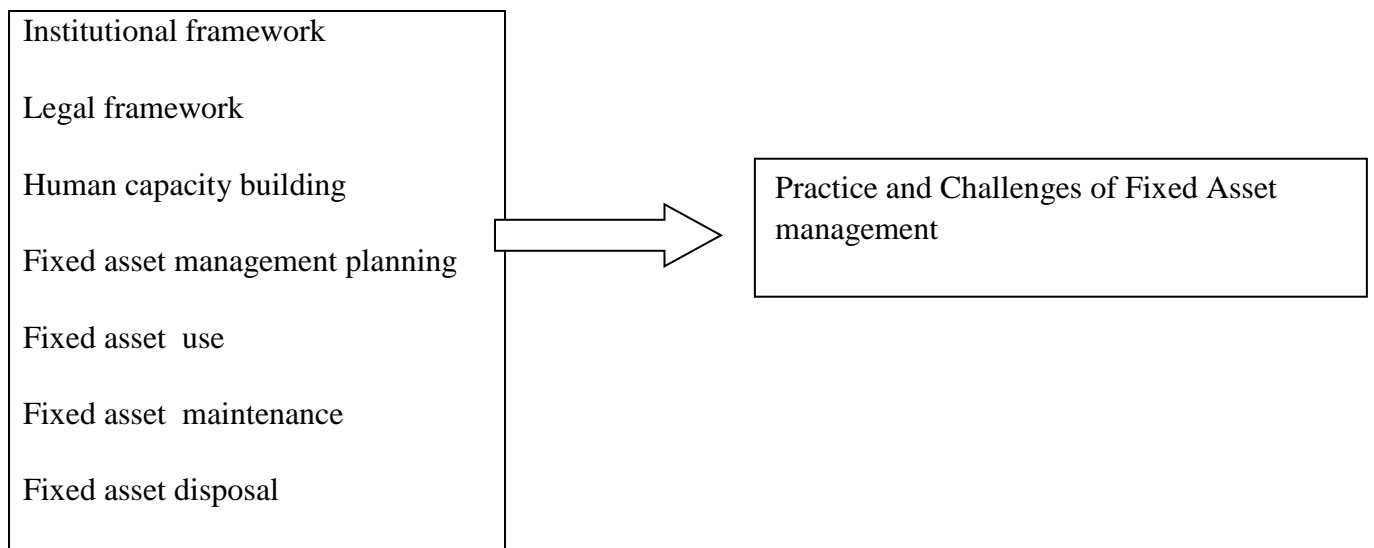 Institutional framework
Legal framework
Human capacity building
Fixed asset management planning
Fixed asset use
Fixed asset maintenance
Fixed asset disposal
Practice and Challenges of Fixed Asset
management